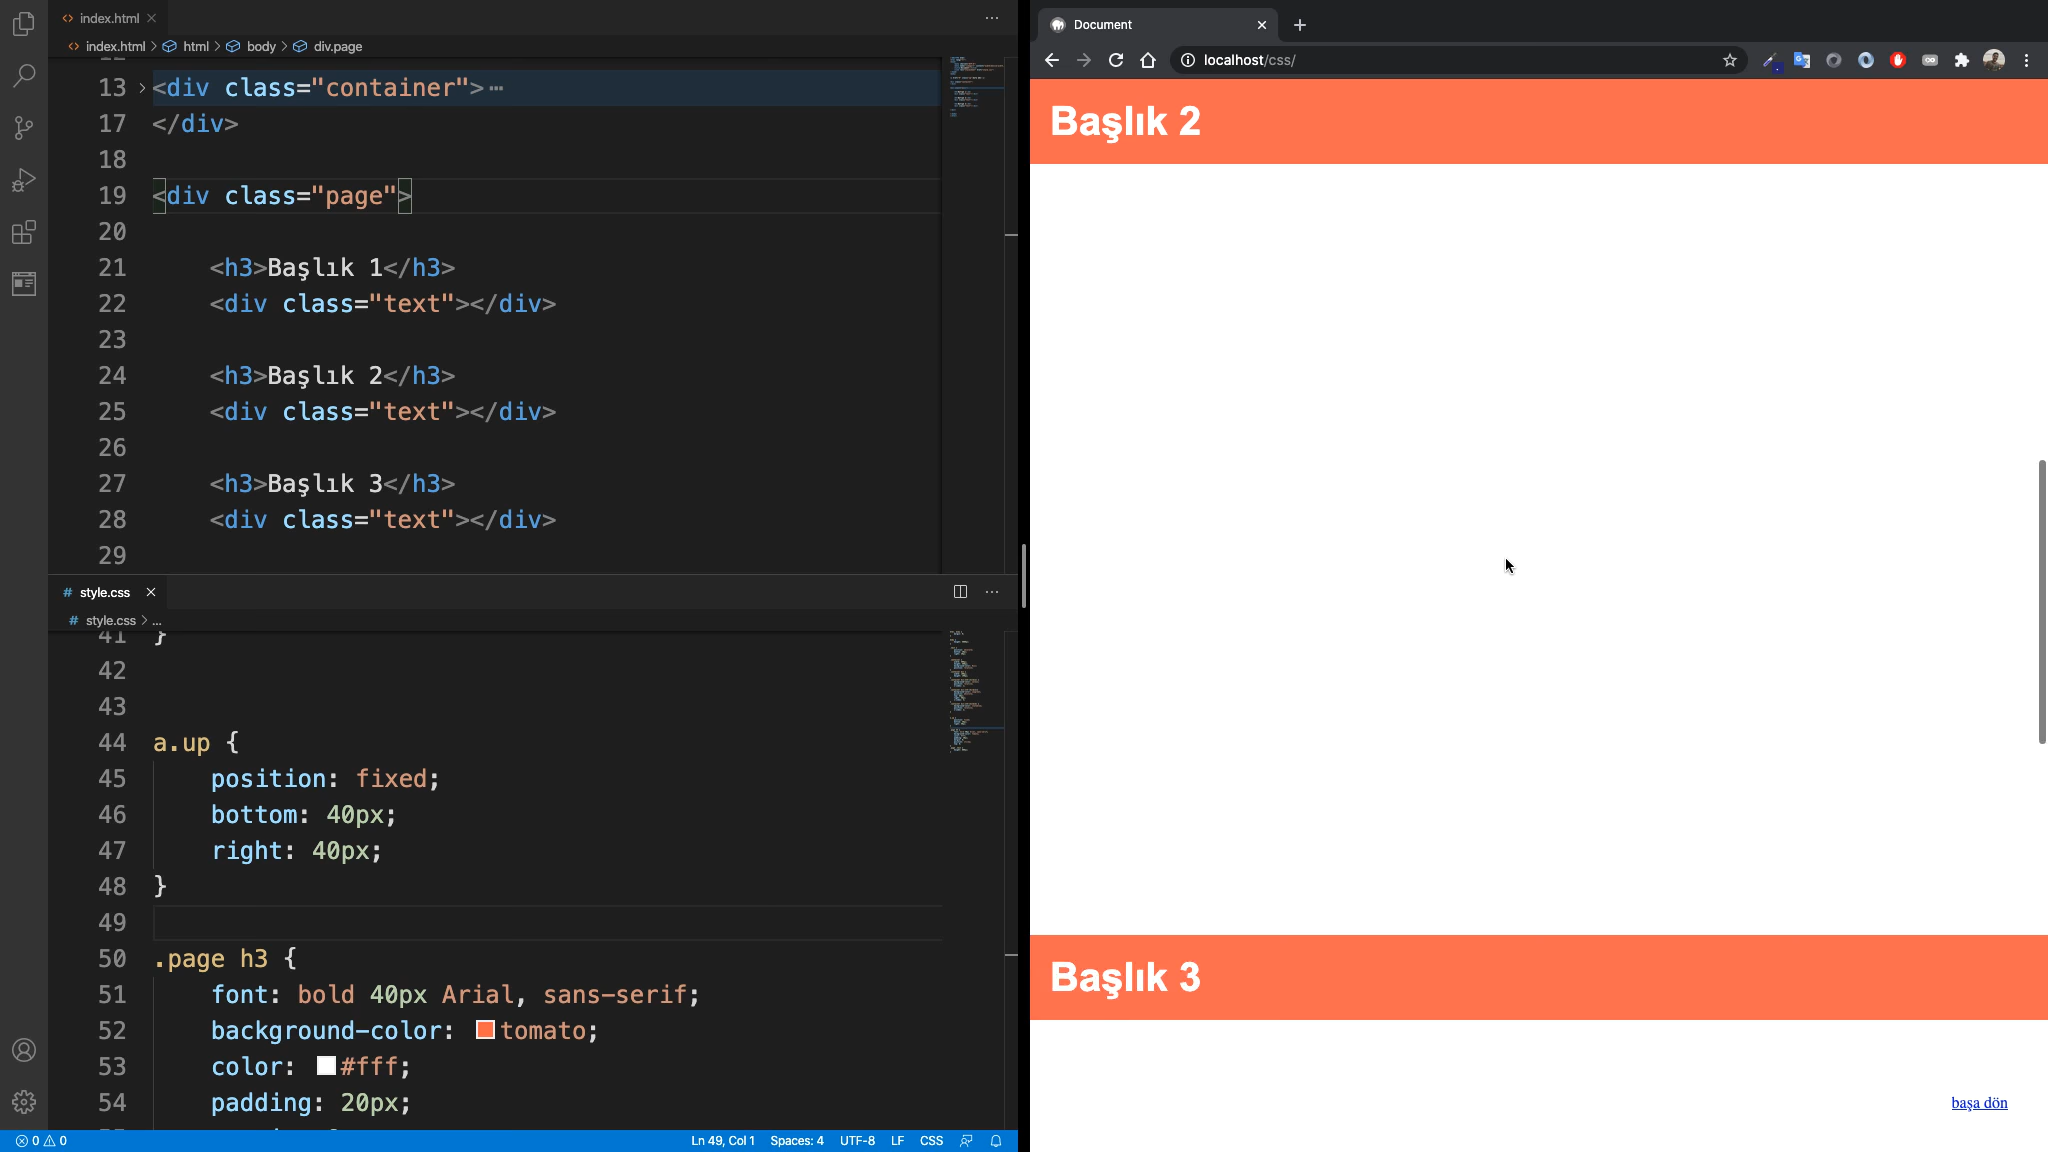 index.html
index.html > html > body > div.page
12
13 <div class="container">⋯
17 </div>
18
19 <div class="page">
20
21 <h3>Başlık 1</h3>
22 <div class="text"></div>
23
24 <h3>Başlık 2</h3>
25 <div class="text"></div>
26
27 <h3>Başlık 3</h3>
28 <div class="text"></div>
29
# style.css
# style.css > ...
41 }
42
43
44 a.up {
45 position: fixed;
46 bottom: 40px;
47 right: 40px;
48 }
49
50 .page h3 {
51 font: bold 40px Arial, sans-serif;
52 background-color: tomato;
53 color: #fff;
54 padding: 20px;
0 0
Ln 49, Col 1 Spaces: 4 UTF-8 LF CSS
Document
localhost/css/
Başlık 2
Başlık 3
başa dön